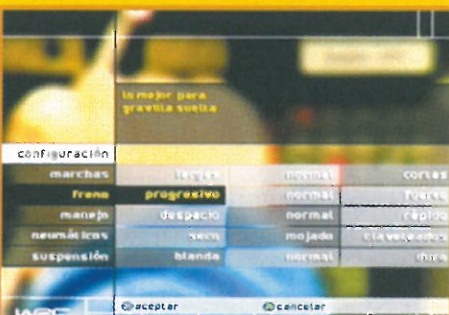 lo mejor para
gravilla suelta
configuración
marchas largas normal cortas
freno progresivo normal fuerte
manejo despacio normal rápido
neumáticos seco mojado claveteados
suspensión blanda normal dura
WRC aceptar cancelar